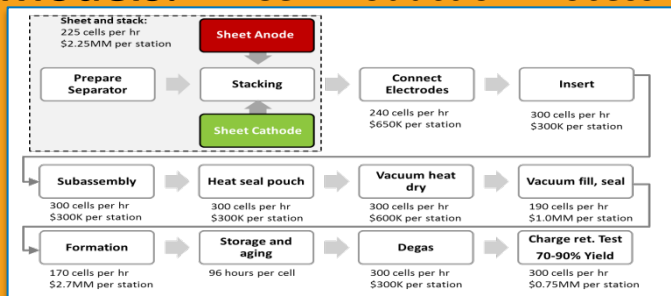 Sheet and stack:
225 cells per hr
$2.25MM per station
Sheet Anode
Prepare
Separator
Stacking
Connect
Electrodes
Insert
Sheet Cathode
240 cells per hr
$650K per station
300 cells per hr
$300K per station
Subassembly
Heat seal pouch
Vacuum heat
dry
Vacuum fill, seal
300 cells per hr
$300K per station
300 cells per hr
$300K per station
300 cells per hr
$600K per station
190 cells per hr
$1.0MM per station
Formation
Storage and
aging
Degas
Charge ret. Test
70-90% Yield
170 cells per hr
$2.7MM per station
96 hours per cell
300 cells per hr
$300K per station
300 cells per hr
$0.75MM per station